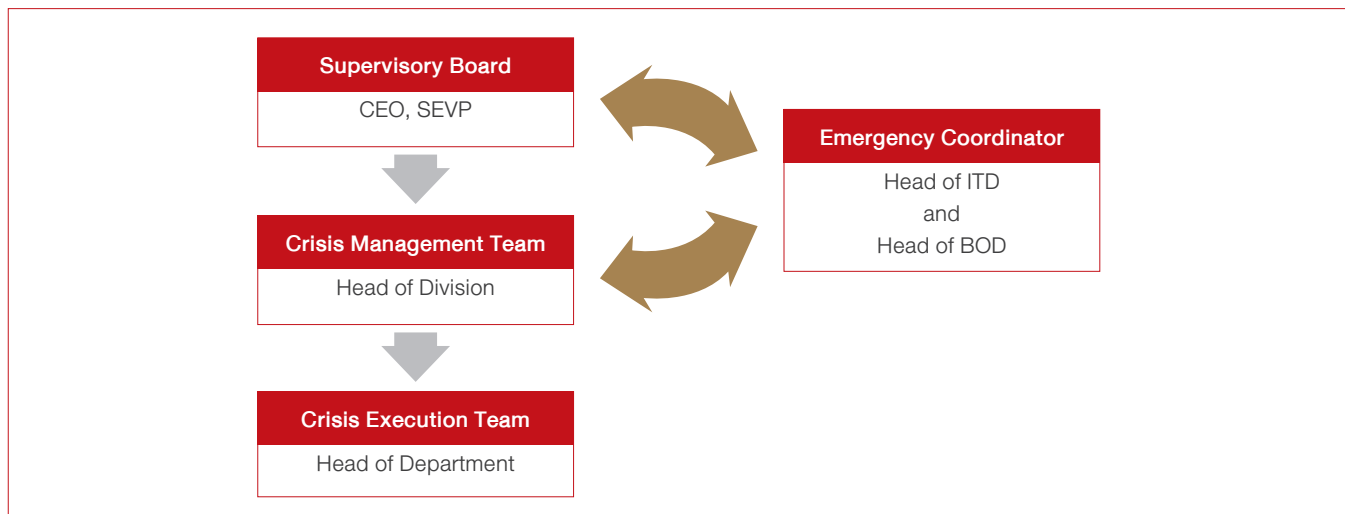 Supervisory Board
CEO, SEVP
Emergency Coordinator
Head of ITD
and
Head of BOD
Crisis Management Team
Head of Division
Crisis Execution Team
Head of Department